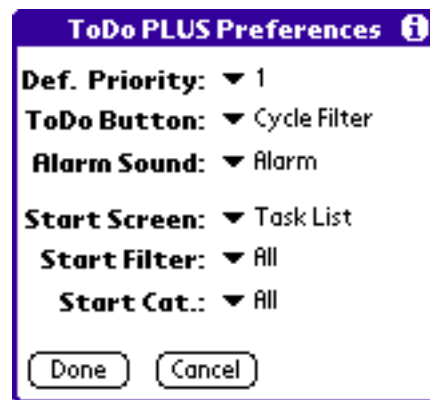 ToDo PLUS Preferences i
Def. Priority: 1
ToDo Button: Cycle Filter
Alarm Sound: Alarm
Start Screen: Task List
Start Filter: All
Start Cat.: All
Done Cancel